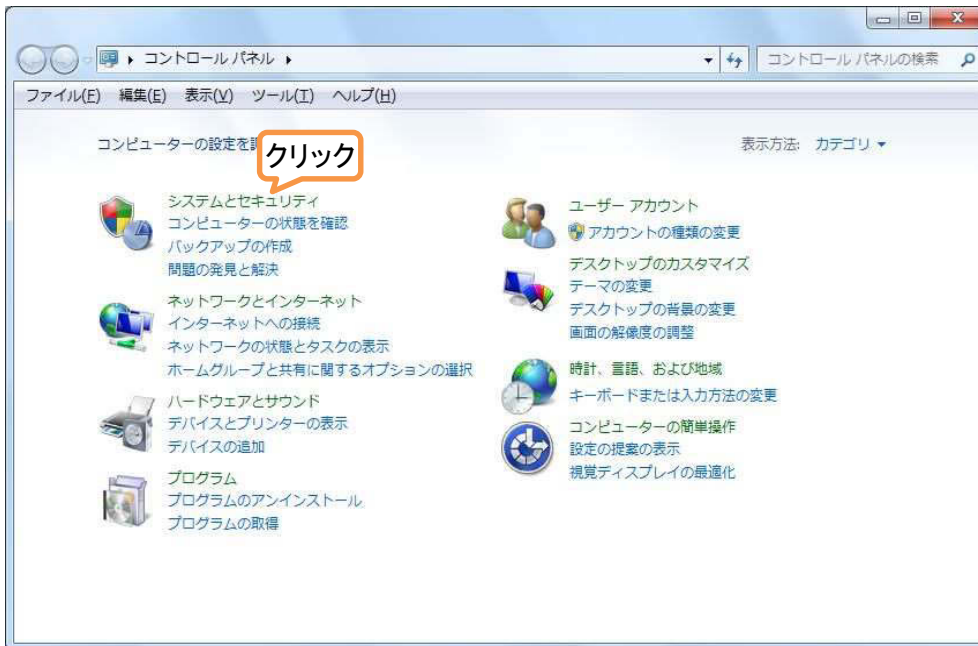 コントロール パネル
コントロール パネルの検索
ファイル(F) 編集(E) 表示(V) ツール(T) ヘルプ(H)
コンピューターの設定を
クリック
表示方法: カテゴリ
システムとセキュリティ
コンピューターの状態を確認
バックアップの作成
問題の発見と解決
ネットワークとインターネット
インターネットへの接続
ネットワークの状態とタスクの表示
ホームグループと共有に関するオプションの選択
ハードウェアとサウンド
デバイスとプリンターの表示
デバイスの追加
プログラム
プログラムのアンインストール
プログラムの取得
ユーザー アカウント
アカウントの種類の変更
デスクトップのカスタマイズ
テーマの変更
デスクトップの背景の変更
画面の解像度の調整
時計、言語、および地域
キーボードまたは入力方法の変更
コンピューターの簡単操作
設定の提案の表示
視覚ディスプレイの最適化